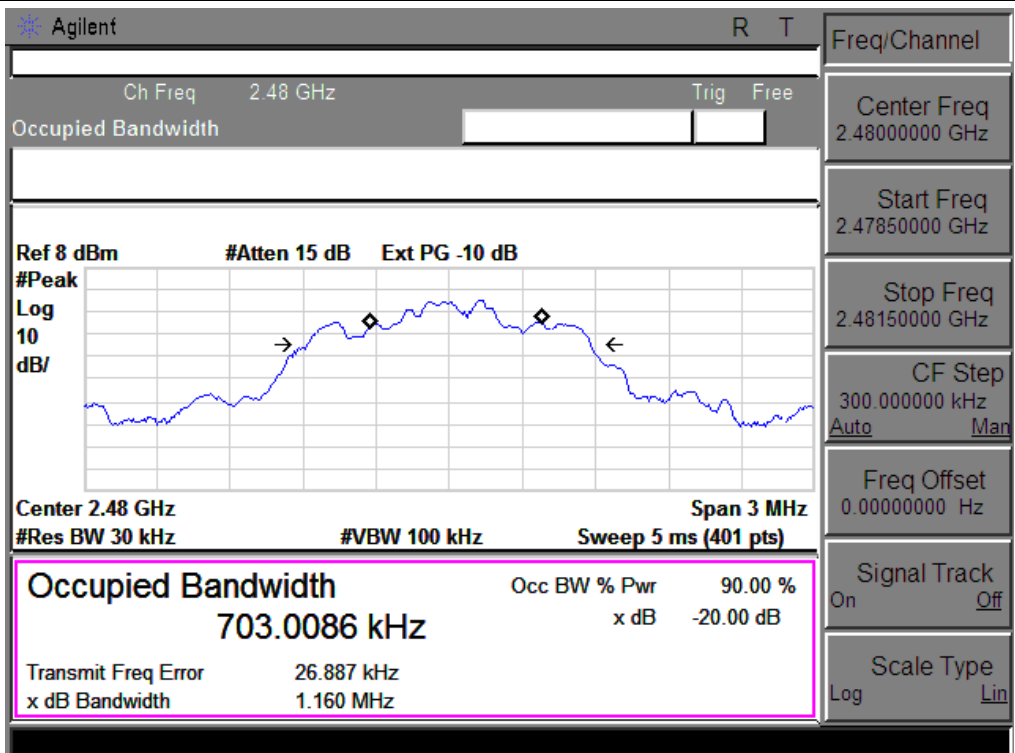 Agilent R T
Ch Freq 2.48 GHz Trig Free
Occupied Bandwidth
Ref 8 dBm #Atten 15 dB Ext PG -10 dB
#Peak
Log
10
dB/
Center 2.48 GHz Span 3 MHz
#Res BW 30 kHz #VBW 100 kHz Sweep 5 ms (401 pts)
Occupied Bandwidth Occ BW % Pwr 90.00 %
703.0086 kHz x dB -20.00 dB
Transmit Freq Error 26.887 kHz
x dB Bandwidth 1.160 MHz
Freq/Channel
Center Freq
2.48000000 GHz
Start Freq
2.47850000 GHz
Stop Freq
2.48150000 GHz
CF Step
300.000000 kHz
Auto Man
Freq Offset
0.00000000 Hz
Signal Track
On Off
Scale Type
Log Lin